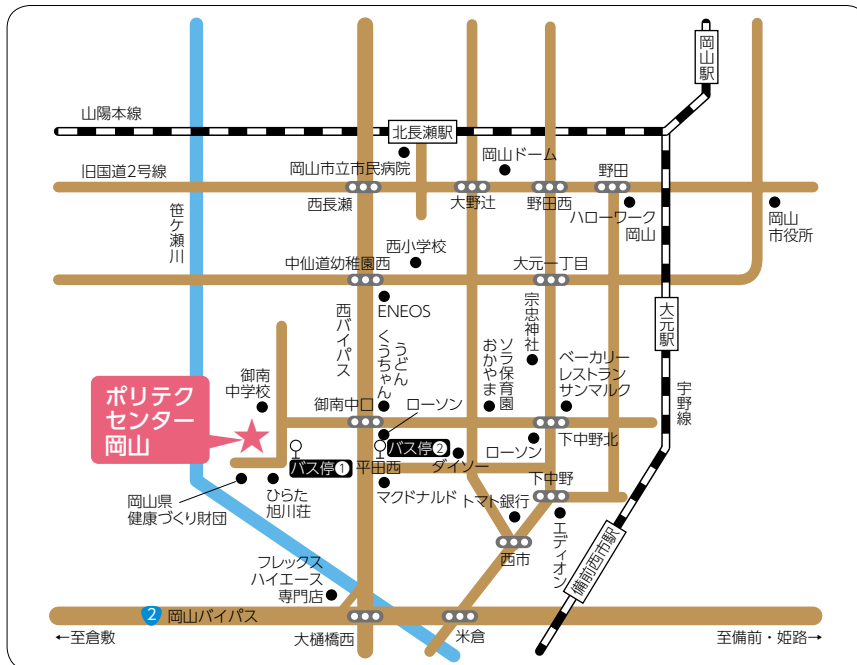 岡山駅
山陽本線
北長瀬駅
岡山市立市民病院
岡山ドーム
野田
旧国道2号線
西長瀬
大野辻
野田西
ハローワーク
岡山
岡山
市役所
笹ケ瀬川
西小学校
中仙道幼稚園西
大元一丁目
ENEOS
西バイパス
うどん
くうちゃん
宗忠神社
ソラ保育園
おかやま
ベーカリー
レストラン
サンマルク
大元駅
宇野線
御南
中学校
ポリテク
センター
岡山
御南中口
ローソン
下中野北
ローソン
バス停①
バス停②
平田西
ダイソー
下中野
岡山県
健康づくり財団
ひらた
旭川荘
マクドナルド
トマト銀行
エディオン
西市
備前西市駅
フレックス
ハイエース
専門店
2
岡山バイパス
大樋橋西
米倉
←至倉敷
至備前・姫路→